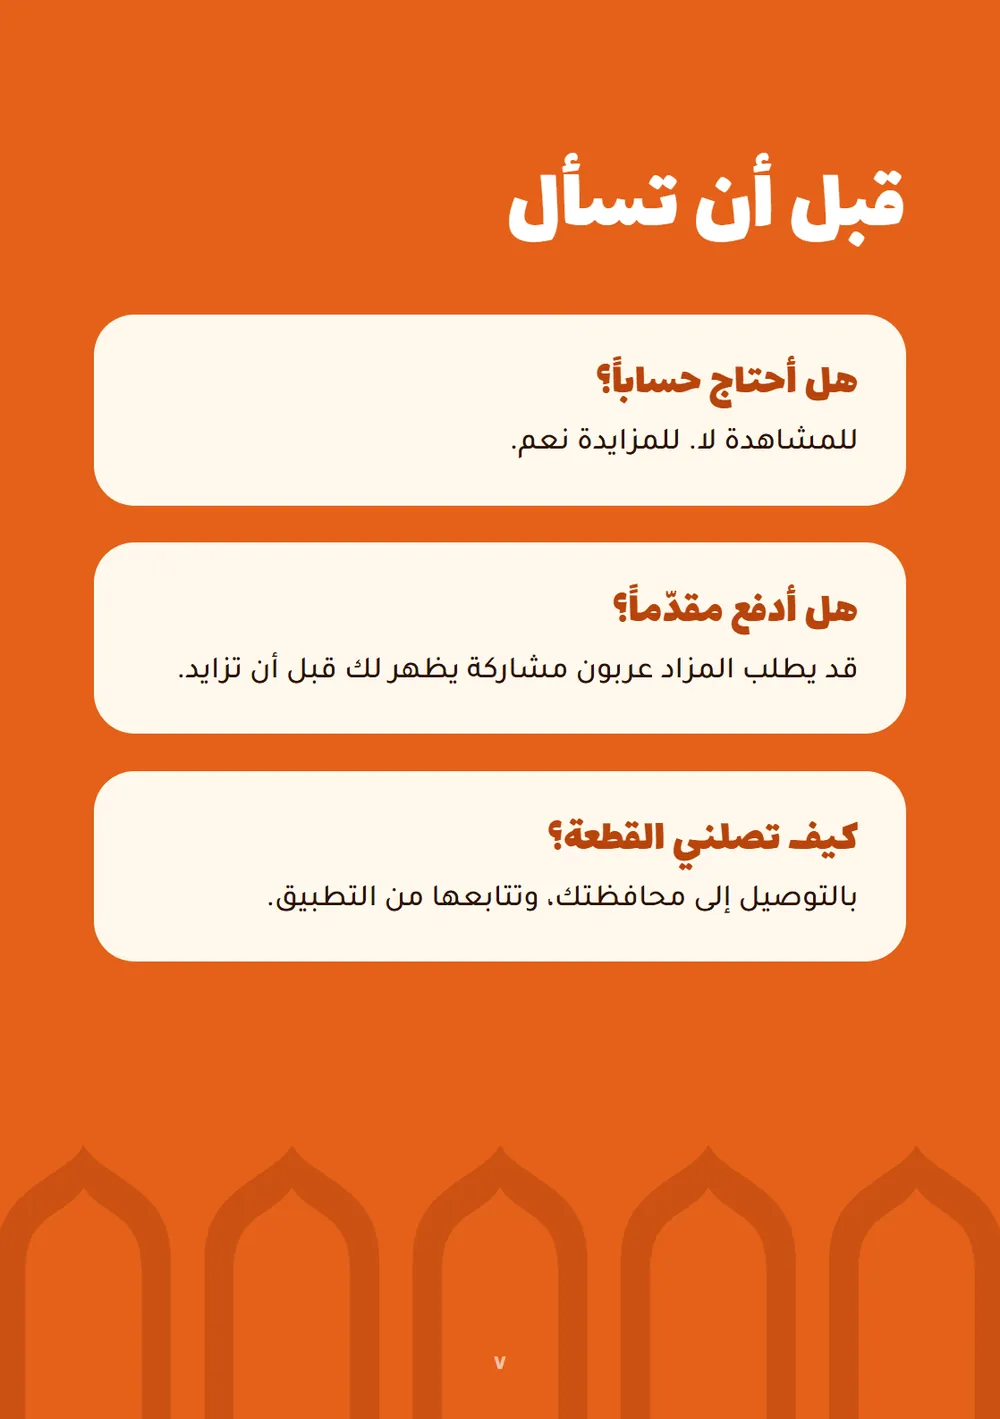 قبل أن تسأل
هل أحتاج حساباً؟
للمشاهدة لا. للمزايدة نعم.
هل أدفع مقدّماً؟
قد يطلب المزاد عربون مشاركة يظهر لك قبل أن تزايد.
كيف تصلني القطعة؟
بالتوصيل إلى محافظتك، وتتابعها من التطبيق.
٧